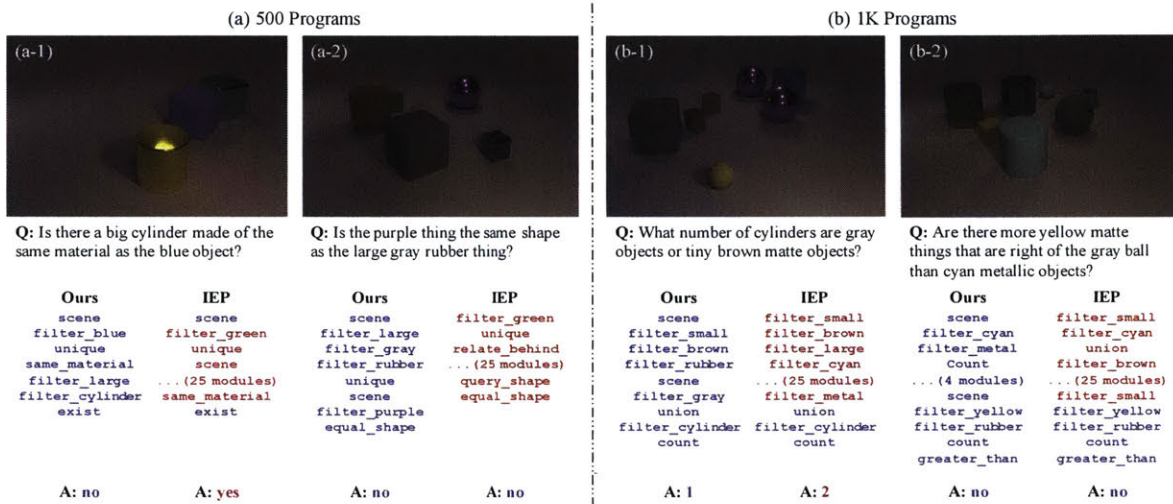 (a) 500 Programs
(b) 1K Programs
(a-1)
(a-2)
(b-1)
(b-2)
Q: Is there a big cylinder made of the
same material as the blue object?
Q: Is the purple thing the same shape
as the large gray rubber thing?
Q: What number of cylinders are gray
objects or tiny brown matte objects?
Q: Are there more yellow matte
things that are right of the gray ball
than cyan metallic objects?
Ours
scene
filter_blue
unique
same_material
filter_large
filter_cylinder
exist
A: no
IEP
scene
filter_green
unique
scene
...(25 modules)
same_material
exist
A: yes
Ours
scene
filter_large
filter_gray
filter_rubber
unique
scene
filter_purple
equal_shape
A: no
IEP
filter_green
unique
relate_behind
...(25 modules)
query_shape
equal_shape
A: no
Ours
scene
filter_small
filter_brown
filter_rubber
scene
filter_gray
union
filter_cylinder
count
A: 1
IEP
filter_small
filter_brown
filter_large
filter_cyan
...(25 modules)
filter_metal
union
filter_cylinder
count
A: 2
Ours
scene
filter_cyan
filter_metal
Count
...(4 modules)
scene
filter_yellow
filter_rubber
count
greater_than
A: no
IEP
filter_small
filter_cyan
union
filter_brown
...(25 modules)
filter_small
filter_yellow
filter_rubber
count
greater_than
A: no